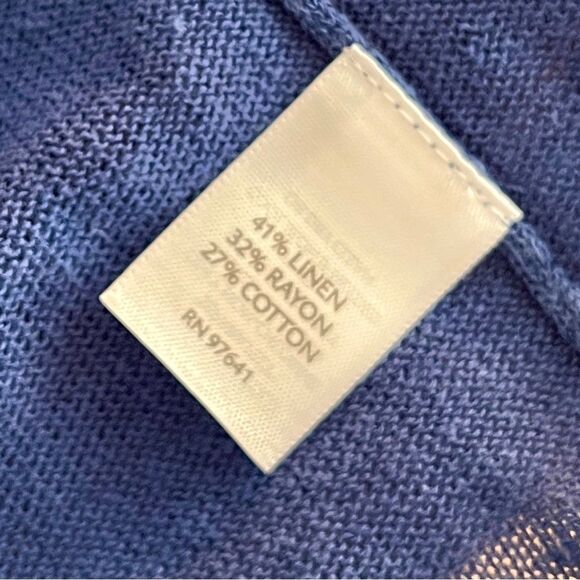 41% LINEN
32% RAYON
27% COTTON
RN 97641